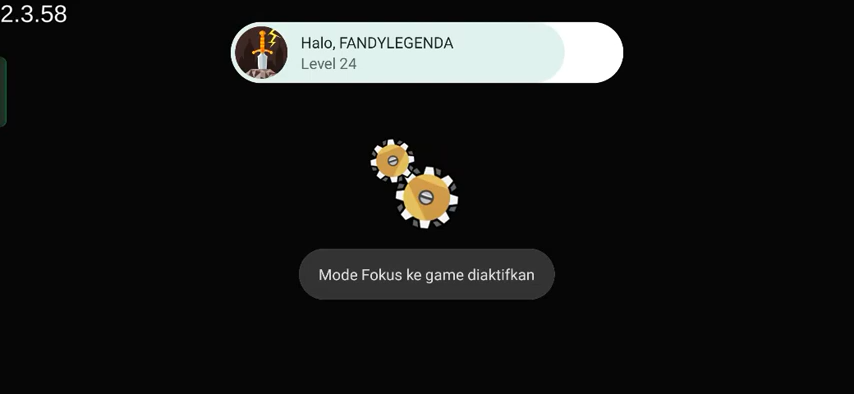 2.3.58
Halo, FANDYLEGENDA
Level 24
Mode Fokus ke game diaktifkan